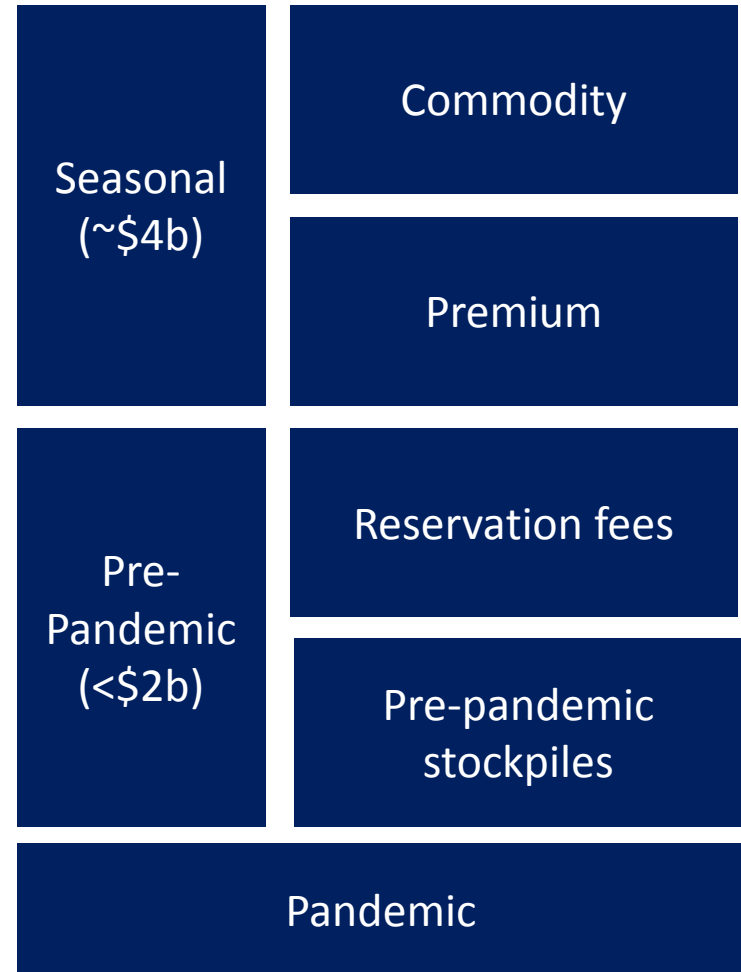 Seasonal
(~$4b)
Commodity
Premium
Pre-
Pandemic
(<$2b)
Reservation fees
Pre-pandemic
stockpiles
Pandemic